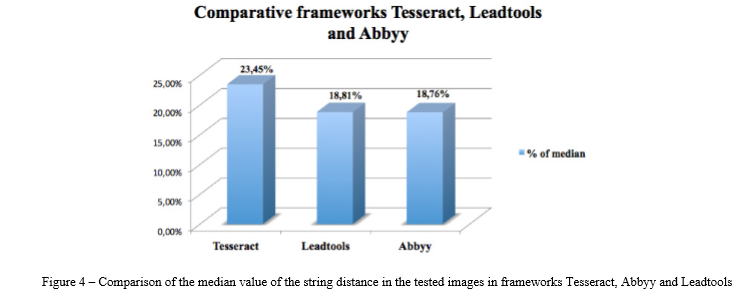 Comparative frameworks Tesseract, Leadtools
and Abbyy
23,45%
18,81%
18,76%
25,00%
20,00%
15,00%
10,00%
5,00%
0,00%
Tesseract Leadtools Abbyy
% of median
Figure 4 – Comparison of the median value of the string distance in the tested images in frameworks Tesseract, Abbyy and Leadtools